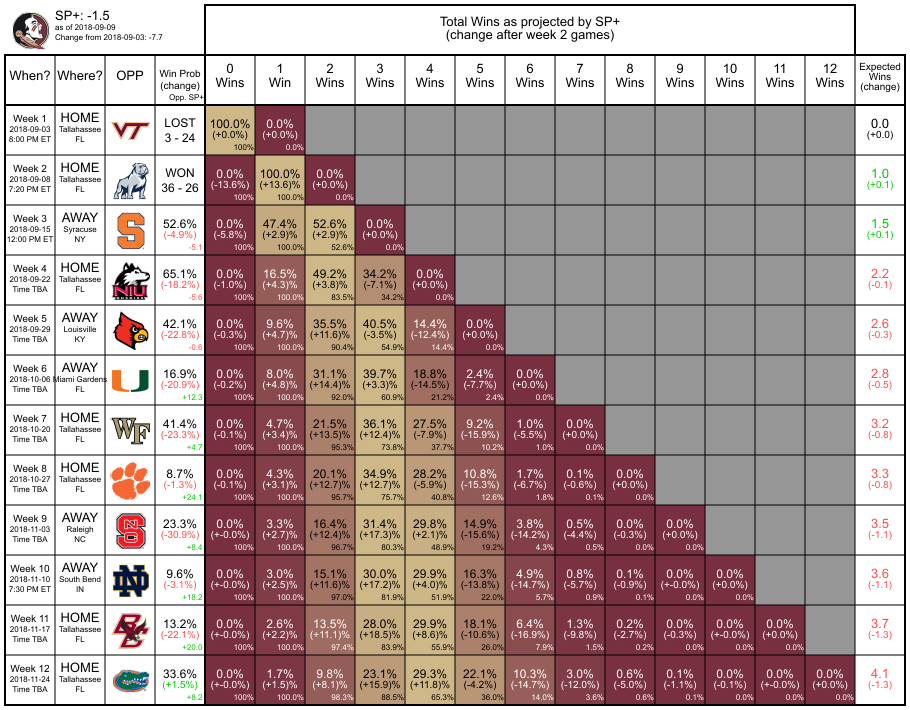 SP+: -1.5
as of 2018-09-09
Change from 2018-09-03: -7.7
Total Wins as projected by SP+
(change after week 2 games)
When? Where? OPP Win Prob (change) Opp. SP+ 0 Wins 1 Win 2 Wins 3 Wins 4 Wins 5 Wins 6 Wins 7 Wins 8 Wins 9 Wins 10 Wins 11 Wins 12 Wins Expected Wins (change)
Week 1 HOME VT LOST 100.0% 0.0% 0.0
2018-09-03 Tallahassee 3 - 24 (+0.0%) (+0.0%) (+0.0)
8:00 PM ET FL 100% 0.0%
Week 2 HOME WON 0.0% 100.0% 0.0% 1.0
2018-09-08 Tallahassee 36 - 26 (-13.6%) (+13.6)% (+0.0%) (+0.1)
7:20 PM ET FL 100% 100% 0.0%
Week 3 AWAY S 52.6% 0.0% 47.4% 52.6% 0.0% 1.5
2018-09-15 Syracuse (-4.9%) (-5.8%) (+2.9)% (+2.9%) (+0.0%) (+0.1)
12:00 PM ET NY -5.1 100% 100.0% 52.6% 0.0%
Week 4 HOME NIU 65.1% 0.0% 16.5% 49.2% 34.2% 0.0% 2.2
2018-09-22 Tallahassee (-18.2%) (-1.0%) (+4.3)% (+3.8%) (-7.1%) (+0.0%) (-0.1)
Time TBA FL -5.6 100% 100.0% 83.5% 34.2% 0.0%
Week 5 AWAY 42.1% 0.0% 9.6% 35.5% 40.5% 14.4% 0.0% 2.6
2018-09-29 Louisville (-22.8%) (-0.3%) (+4.7)% (+11.6)% (-3.5%) (-12.4%) (+0.0%) (-0.3)
Time TBA KY -0.6 100% 100.0% 90.4% 54.9% 14.4% 0.0%
Week 6 AWAY U 16.9% 0.0% 8.0% 31.1% 39.7% 18.8% 2.4% 0.0% 2.8
2018-10-06 Miami Gardens (-20.9%) (-0.2%) (+4.8)% (+14.4)% (+3.3%) (-14.5%) (-7.7%) (+0.0%) (-0.5)
Time TBA FL +12.3 100% 100.0% 92.0% 60.9% 21.2% 2.4% 0.0%
Week 7 HOME WF 41.4% 0.0% 4.7% 21.5% 36.1% 27.5% 9.2% 1.0% 0.0% 3.2
2018-10-20 Tallahassee (-23.3%) (-0.1%) (+3.4)% (+13.5)% (+12.4%) (-7.9%) (-15.9%) (-5.5%) (+0.0%) (-0.8)
Time TBA FL +4.7 100% 100.0% 95.3% 73.8% 37.7% 10.2% 1.0% 0.0%
Week 8 HOME 8.7% 0.0% 4.3% 20.1% 34.9% 28.2% 10.8% 1.7% 0.1% 0.0% 3.3
2018-10-27 Tallahassee (-1.3%) (-0.1%) (+3.1)% (+12.7)% (+12.7%) (-5.9%) (-15.3%) (-6.7%) (-0.6%) (+0.0%) (-0.8)
Time TBA FL +24.1 100% 100.0% 95.7% 75.7% 40.8% 12.6% 1.8% 0.1% 0.0%
Week 9 AWAY NCS 23.3% 0.0% 3.3% 16.4% 31.4% 29.8% 14.9% 3.8% 0.5% 0.0% 0.0% 3.5
2018-11-03 Raleigh (-30.9%) (+-0.0%) (+2.7)% (+12.4)% (+17.3%) (+2.1%) (-15.6%) (-14.2%) (-4.4%) (-0.3%) (+0.0%) (-1.1)
Time TBA NC +8.4 100% 100.0% 96.7% 80.3% 48.9% 19.2% 4.3% 0.5% 0.0% 0.0%
Week 10 AWAY ND 9.6% 0.0% 3.0% 15.1% 30.0% 29.9% 16.3% 4.9% 0.8% 0.1% 0.0% 0.0% 3.6
2018-11-10 South Bend (-3.1%) (+-0.0%) (+2.5)% (+11.6)% (+17.2%) (+4.0)% (-13.8%) (-14.7%) (-5.7%) (-0.9%) (+-0.0%) (+0.0%) (-1.1)
7:30 PM ET IN +18.2 100% 100.0% 97.0% 81.9% 51.9% 22.0% 5.7% 0.9% 0.1% 0.0% 0.0%
Week 11 HOME BC 13.2% 0.0% 2.6% 13.5% 28.0% 29.9% 18.1% 6.4% 1.3% 0.2% 0.0% 0.0% 0.0% 3.7
2018-11-17 Tallahassee (-22.1%) (+-0.0%) (+2.2)% (+11.1)% (+18.5%) (+8.6%) (-10.6%) (-16.9%) (-9.8%) (-2.7%) (-0.3%) (+-0.0%) (+0.0%) (-1.3)
Time TBA FL +20.0 100% 100.0% 97.4% 83.9% 55.9% 26.0% 7.9% 1.5% 0.2% 0.0% 0.0% 0.0%
Week 12 HOME Gators 33.6% 0.0% 1.7% 9.8% 23.1% 29.3% 22.1% 10.3% 3.0% 0.6% 0.1% 0.0% 0.0% 0.0% 4.1
2018-11-24 Tallahassee (+1.5%) (+-0.0%) (+1.5)% (+8.1)% (+15.9)% (+11.8%) (-4.2%) (-14.7%) (-12.0%) (-5.0%) (-1.1%) (-0.1%) (+-0.0%) (+0.0%) (-1.3)
Time TBA FL +8.2 100% 100.0% 98.3% 88.5% 65.3% 36.0% 14.0% 3.6% 0.6% 0.1% 0.0% 0.0% 0.0%